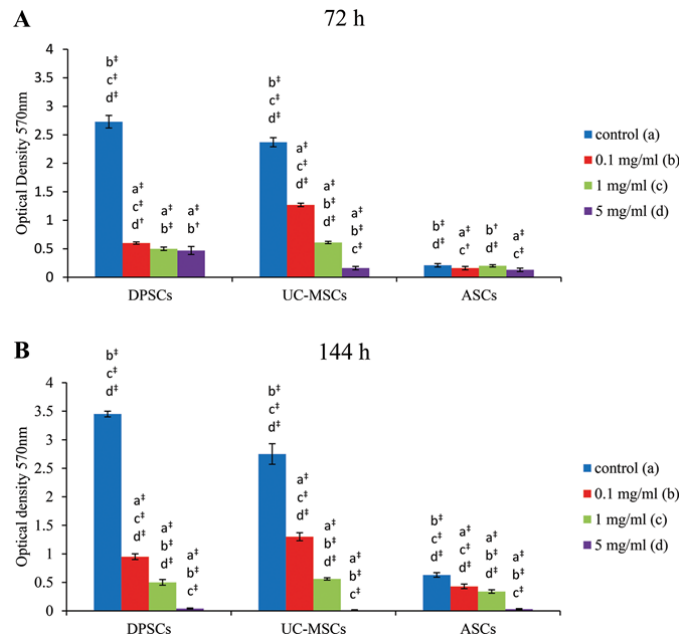 A
72 h
Optical Density 570nm
4
3.5
3
2.5
2
1.5
1
0.5
0
b‡
c‡
d‡
a‡
c‡
d†
a‡
b‡
a‡
b†
b‡
c‡
d‡
a‡
c‡
d‡
a‡
b‡
d‡
a‡
b‡
c‡
b‡
d‡
a‡
c†
b†
d‡
a‡
c‡
DPSCs
UC-MSCs
ASCs
control (a)
0.1 mg/ml (b)
1 mg/ml (c)
5 mg/ml (d)
B
144 h
Optical density 570nm
4
3.5
3
2.5
2
1.5
1
0.5
0
b‡
c‡
d‡
a‡
c‡
d‡
a‡
b‡
d‡
a‡
b‡
c‡
b‡
c‡
d‡
a‡
c‡
d‡
a‡
b‡
d‡
a‡
b‡
c‡
b‡
c‡
d‡
a‡
c‡
d‡
a‡
b‡
d‡
a‡
b‡
c‡
DPSCs
UC-MSCs
ASCs
control (a)
0.1 mg/ml (b)
1 mg/ml (c)
5 mg/ml (d)